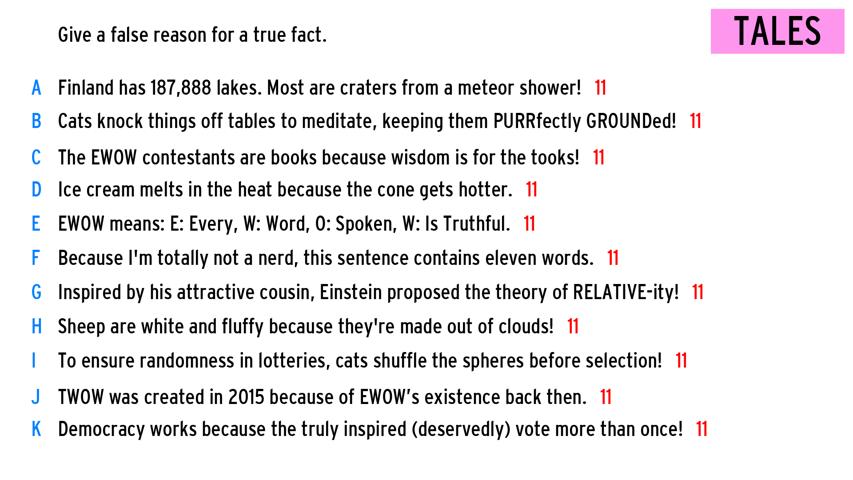 Give a false reason for a true fact.
TALES
A Finland has 187,888 lakes. Most are craters from a meteor shower! 11
B Cats knock things off tables to meditate, keeping them PURRfectly GROUNDed! 11
C The EWOW contestants are books because wisdom is for the tooks! 11
D Ice cream melts in the heat because the cone gets hotter. 11
E EWOW means: E: Every, W: Word, O: Spoken, W: Is Truthful. 11
F Because I'm totally not a nerd, this sentence contains eleven words. 11
G Inspired by his attractive cousin, Einstein proposed the theory of RELATIVE-ity! 11
H Sheep are white and fluffy because they're made out of clouds! 11
I To ensure randomness in lotteries, cats shuffle the spheres before selection! 11
J TWOW was created in 2015 because of EWOW’s existence back then. 11
K Democracy works because the truly inspired (deservedly) vote more than once! 11